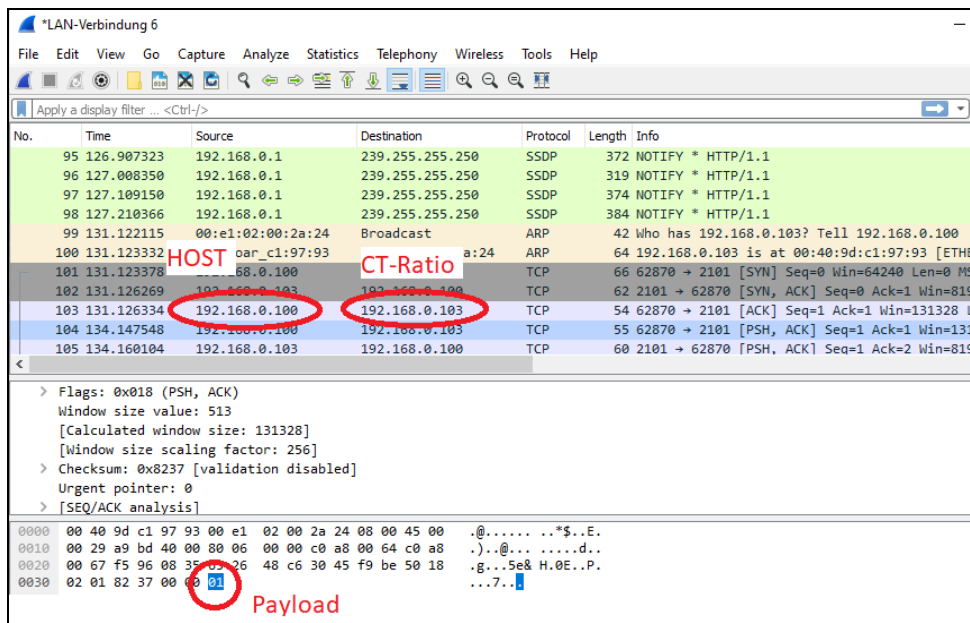 *LAN-Verbindung 6
File Edit View Go Capture Analyze Statistics Telephony Wireless Tools Help
Apply a display filter ... <Ctrl-/>
No. Time Source Destination Protocol Length Info
95 126.907323 192.168.0.1 239.255.255.250 SSDP 372 NOTIFY * HTTP/1.1
96 127.008350 192.168.0.1 239.255.255.250 SSDP 319 NOTIFY * HTTP/1.1
97 127.109150 192.168.0.1 239.255.255.250 SSDP 374 NOTIFY * HTTP/1.1
98 127.210366 192.168.0.1 239.255.255.250 SSDP 384 NOTIFY * HTTP/1.1
99 131.122115 00:e1:02:00:2a:24 Broadcast ARP 42 Who has 192.168.0.103? Tell 192.168.0.100
100 131.123332 HOST oar_c1:97:93 CT-Ratio a:24 ARP 64 192.168.0.103 is at 00:40:9d:c1:97:93 [ETHE
101 131.123378 .168.0.100 TCP 66 62870 → 2101 [SYN] Seq=0 Win=64240 Len=0 MS
102 131.126269 192.168.0.103 192.168.0.100 TCP 62 2101 → 62870 [SYN, ACK] Seq=0 Ack=1 Win=819
103 131.126334 192.168.0.100 192.168.0.103 TCP 54 62870 → 2101 [ACK] Seq=1 Ack=1 Win=131328 L
104 134.147548 192.168.0.100 192.168.0.103 TCP 55 62870 → 2101 [PSH, ACK] Seq=1 Ack=1 Win=131
105 134.160104 192.168.0.103 192.168.0.100 TCP 60 2101 → 62870 [PSH, ACK] Seq=1 Ack=2 Win=819
Flags: 0x018 (PSH, ACK)
Window size value: 513
[Calculated window size: 131328]
[Window size scaling factor: 256]
Checksum: 0x8237 [validation disabled]
Urgent pointer: 0
[SEQ/ACK analysis]
0000 00 40 9d c1 97 93 00 e1 02 00 2a 24 08 00 45 00 .@...... ..*$..E.
0010 00 29 a9 bd 40 00 80 06 00 00 c0 a8 00 64 c0 a8 .)..@... .....d..
0020 00 67 f5 96 08 35 65 26 48 c6 30 45 f9 be 50 18 .g...5e& H.0E..P.
0030 02 01 82 37 00 00 01 ...7...
Payload